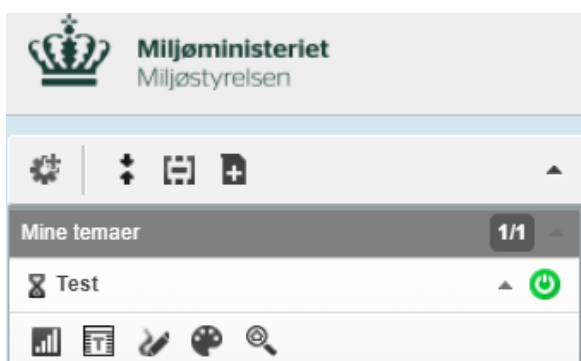 Miljøministeriet
Miljøstyrelsen
Mine temaer 1/1
Test
T